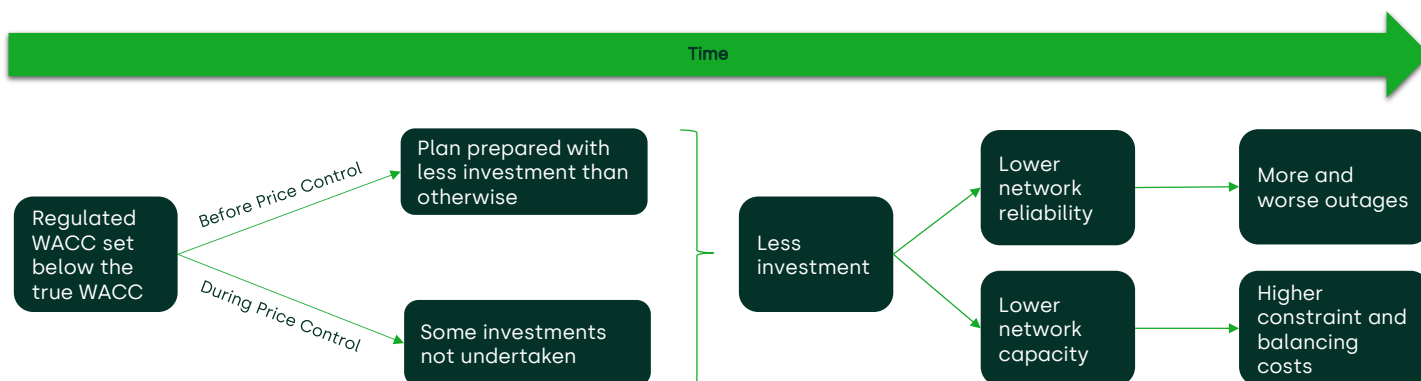 Time
Before Price Control
Plan prepared with
less investment than
otherwise
Regulated
WACC set
below the
true WACC
During Price Control
Some investments
not undertaken
Less
investment
Lower
network
reliability
More and
worse outages
Lower
network
capacity
Higher
constraint and
balancing
costs